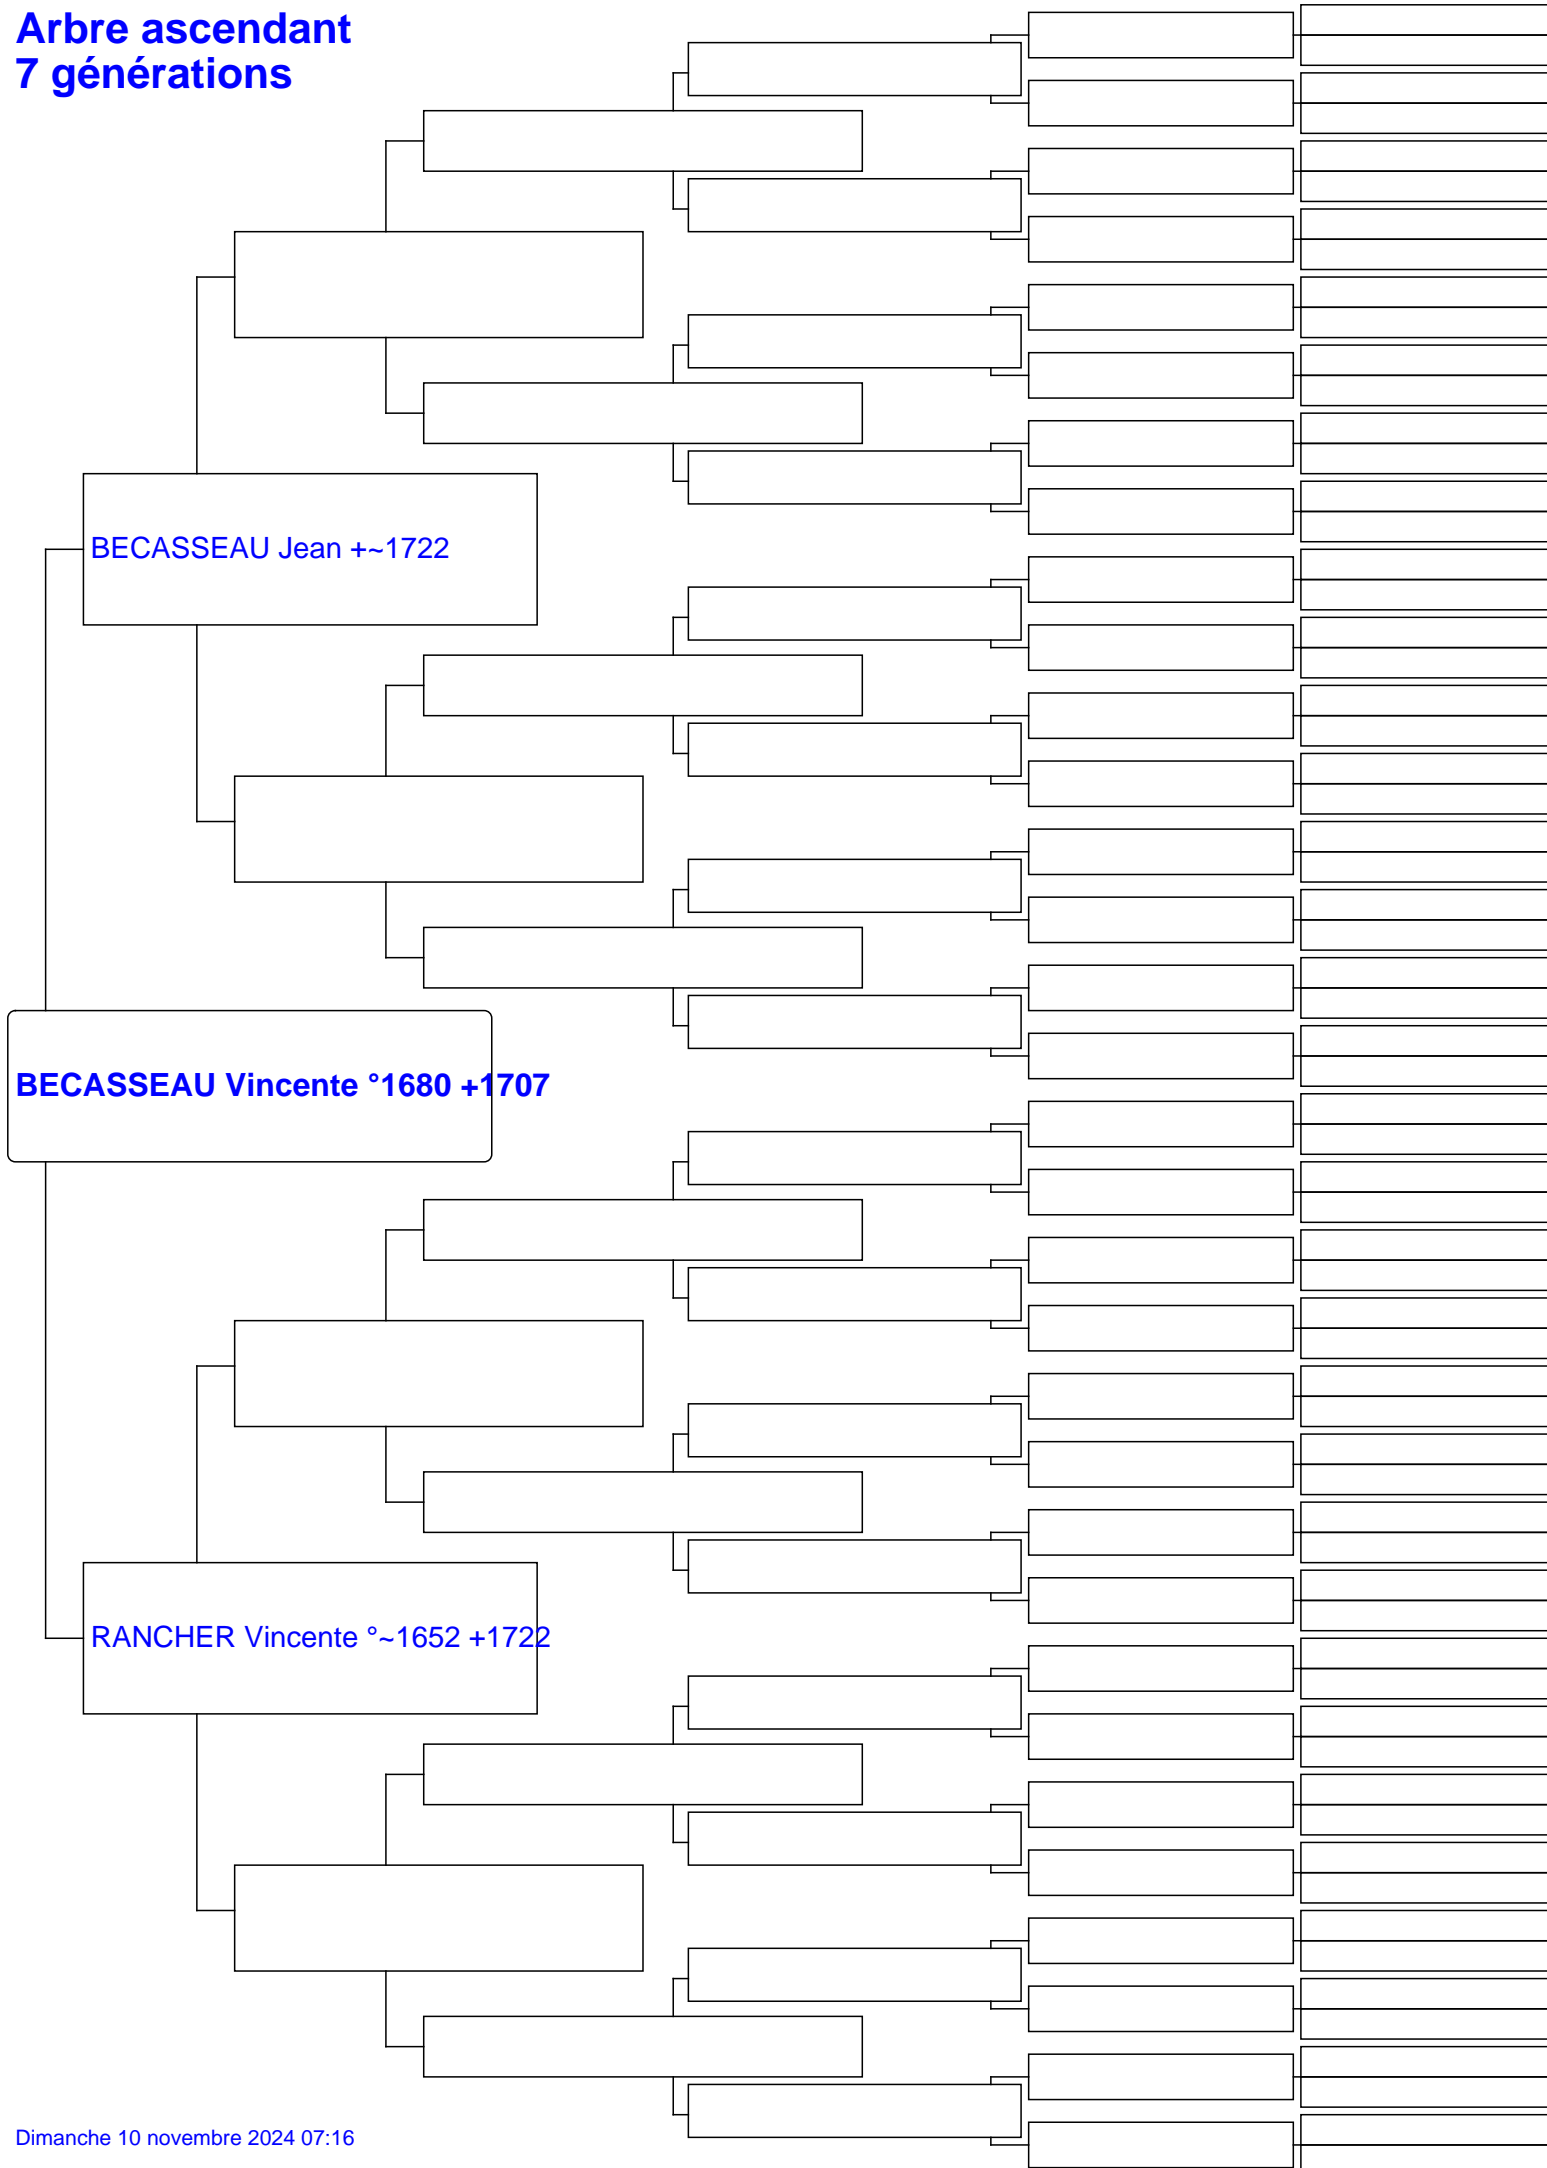 Arbre ascendant
7 générations
BECASSEAU Jean +~1722
BECASSEAU Vincente °1680 +1707
RANCHER Vincente °~1652 +1722
Dimanche 10 novembre 2024 07:16